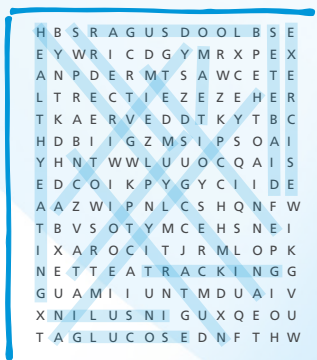 H B S R A G U S D O O L B S E
E Y W R I C D G Y M R X P E X
A N P D E R M T S A W C E T E
L T R E C T I E Z E Z E H E R
T K A E R V E D D T K Y T B C
H D B I I G Z M S I P S O A I
Y H N T W W L U U O C Q A I S
E D C O I K P Y G Y C I I D E
A A Z W I P N L C S H Q N F W
T B V S O T Y M C E H S N E I
I X A R O C I T J R M L O P K
N E T T E A T R A C K I N G G
G U A M I I U N T M D U A I V
X N I L U S N I G U X Q E O U
T A G L U C O S E D N F T H W